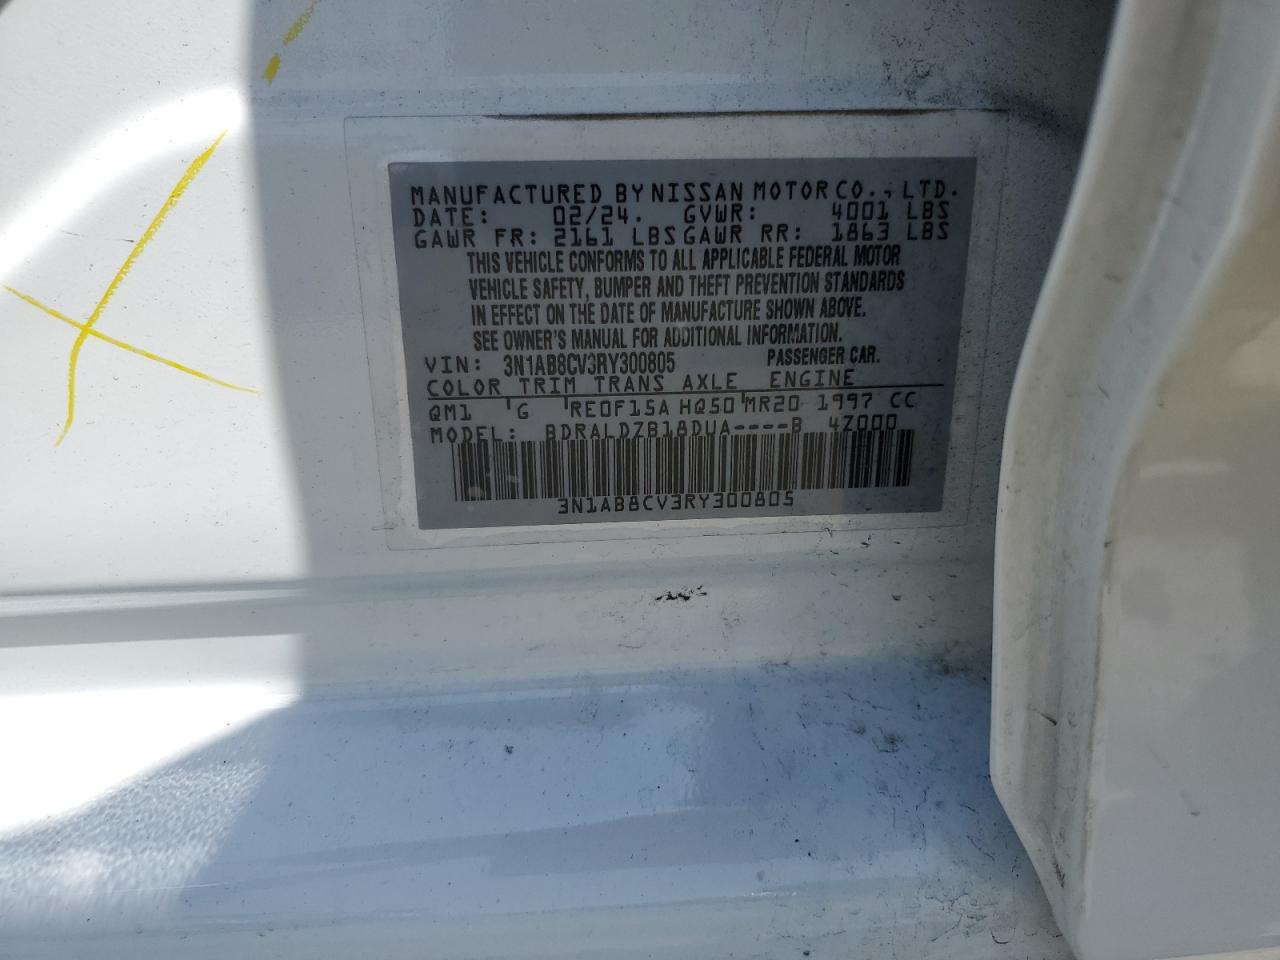 MANUFACTURED BY NISSAN MOTOR CO., LTD.
DATE: 02/24. GVWR: 4001 LBS
GAWR FR: 2161 LBS GAWR RR: 1863 LBS
THIS VEHICLE CONFORMS TO ALL APPLICABLE FEDERAL MOTOR
VEHICLE SAFETY, BUMPER AND THEFT PREVENTION STANDARDS
IN EFFECT ON THE DATE OF MANUFACTURE SHOWN ABOVE.
SEE OWNER'S MANUAL FOR ADDITIONAL INFORMATION.
VIN: 3N1AB8CV3RY300805 PASSENGER CAR.
COLOR TRIM TRANS AXLE ENGINE
QM1 G RE0F15A HQ50 MR20 1997 CC
MODEL: BDRALDZB18DUA----B 4Z000
3N1AB8CV3RY300805